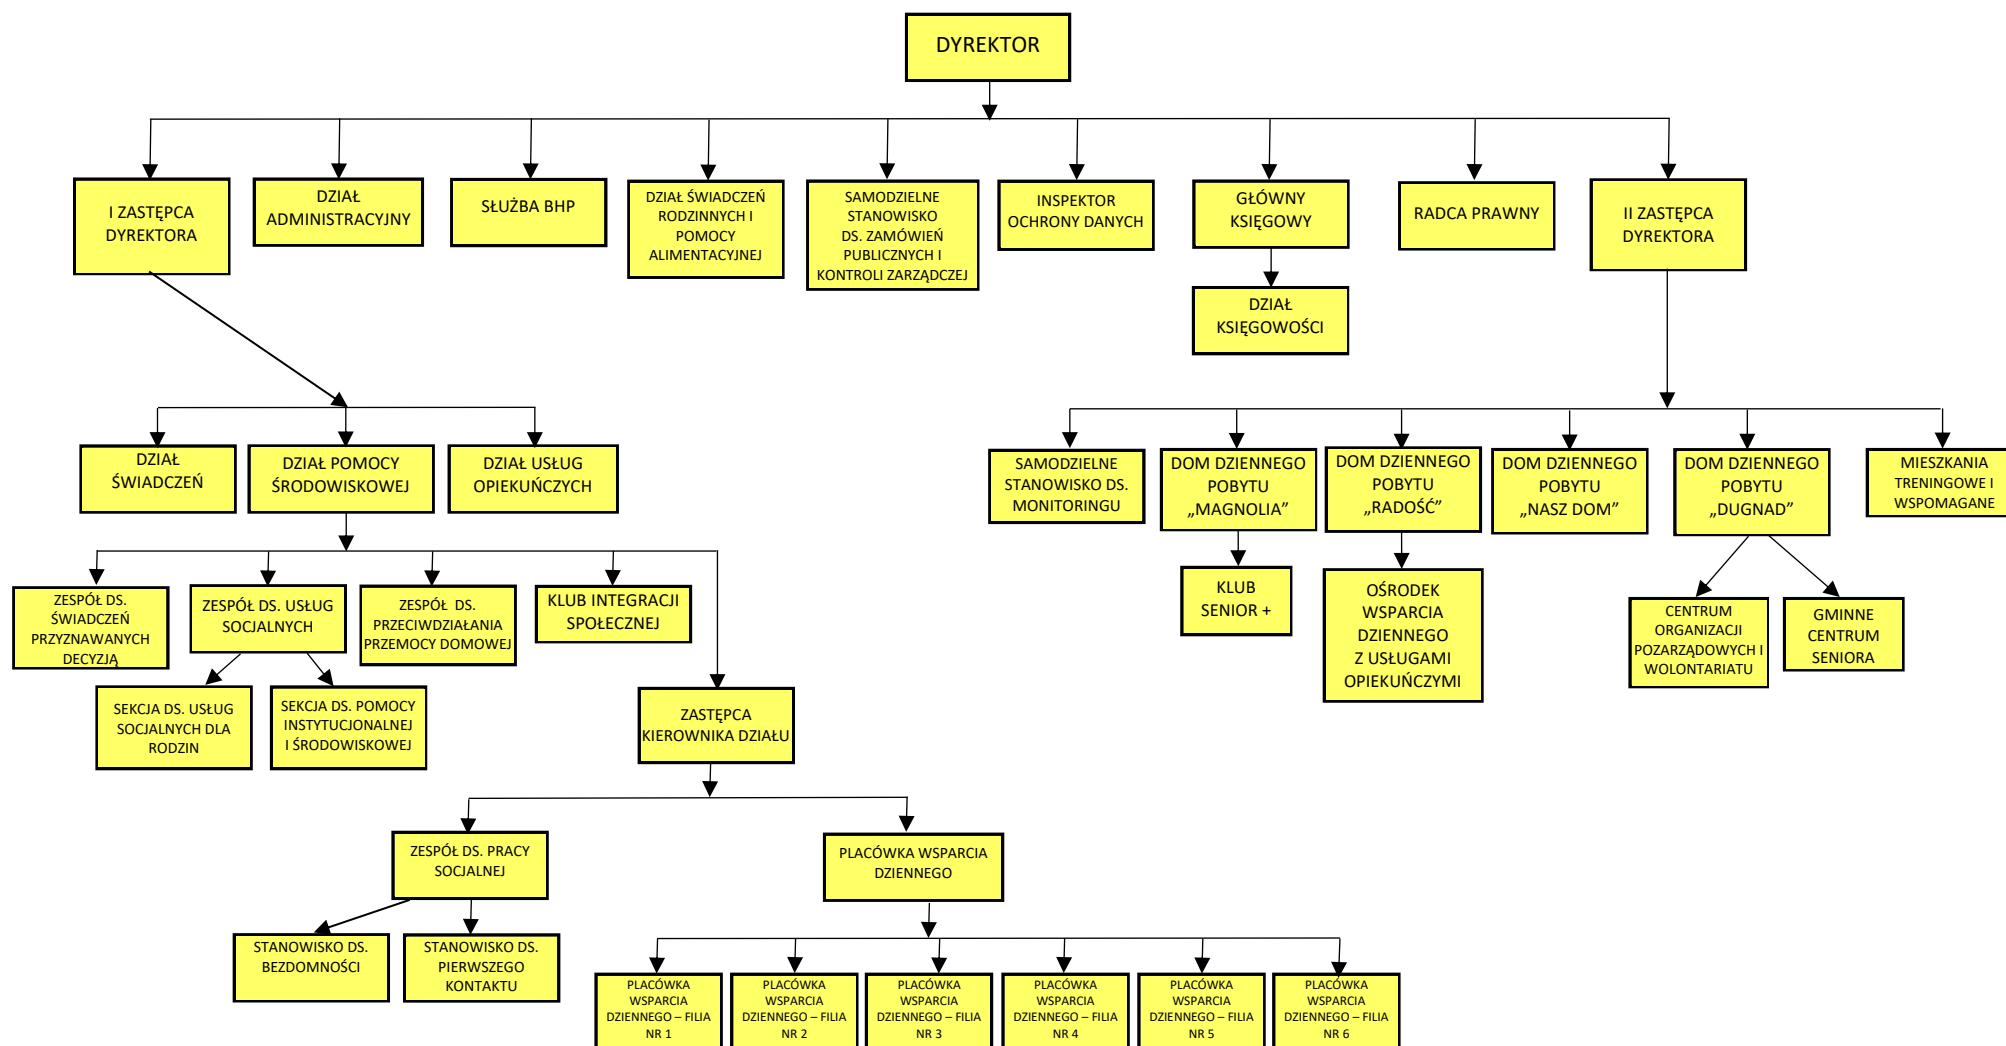 DYREKTOR
I ZASTĘPCA
DYREKTORA
DZIAŁ
ADMINISTRACYJNY
SŁUŻBA BHP
DZIAŁ ŚWIADCZEŃ
RODZINNYCH I
POMOCY
ALIMENTACYJNEJ
SAMODZIELNE
STANOWISKO
DS. ZAMÓWIEŃ
PUBLICZNYCH I
KONTROLI ZARZĄDCZEJ
INSPEKTOR
OCHRONY DANYCH
GŁÓWNY
KSIĘGOWY
RADCA PRAWNY
II ZASTĘPCA
DYREKTORA
DZIAŁ
KSIĘGOWOŚCI
DZIAŁ
ŚWIADCZEŃ
DZIAŁ POMOCY
ŚRODOWISKOWEJ
DZIAŁ USŁUG
OPIEKUŃCZYCH
SAMODZIELNE
STANOWISKO DS.
MONITORINGU
DOM DZIENNEGO
POBYTU
„MAGNOLIA”
DOM DZIENNEGO
POBYTU
„RADOŚĆ”
DOM DZIENNEGO
POBYTU
„NASZ DOM”
DOM DZIENNEGO
POBYTU
„DUGNAD”
MIESZKANIA
TRENINGOWE I
WSPOMAGANE
ZESPÓŁ DS.
ŚWIADCZEŃ
PRZYZNAWANYCH
DECYZJĄ
ZESPÓŁ DS. USŁUG
SOCJALNYCH
ZESPÓŁ  DS.
PRZECIWDZIAŁANIA
PRZEMOCY DOMOWEJ
KLUB INTEGRACJI
SPOŁECZNEJ
KLUB
SENIOR +
OŚRODEK
WSPARCIA
DZIENNEGO
Z USŁUGAMI
OPIEKUŃCZYMI
CENTRUM
ORGANIZACJI
POZARZĄDOWYCH I
WOLONTARIATU
GMINNE
CENTRUM
SENIORA
SEKCJA DS. USŁUG
SOCJALNYCH DLA
RODZIN
SEKCJA DS. POMOCY
INSTYTUCJONALNEJ
I ŚRODOWISKOWEJ
ZASTĘPCA
KIEROWNIKA DZIAŁU
ZESPÓŁ DS. PRACY
SOCJALNEJ
PLACÓWKA WSPARCIA
DZIENNEGO
STANOWISKO DS.
BEZDOMNOŚCI
STANOWISKO DS.
PIERWSZEGO
KONTAKTU
PLACÓWKA
WSPARCIA
DZIENNEGO – FILIA
NR 1
PLACÓWKA
WSPARCIA
DZIENNEGO – FILIA
NR 2
PLACÓWKA
WSPARCIA
DZIENNEGO – FILIA
NR 3
PLACÓWKA
WSPARCIA
DZIENNEGO – FILIA
NR 4
PLACÓWKA
WSPARCIA
DZIENNEGO – FILIA
NR 5
PLACÓWKA
WSPARCIA
DZIENNEGO – FILIA
NR 6